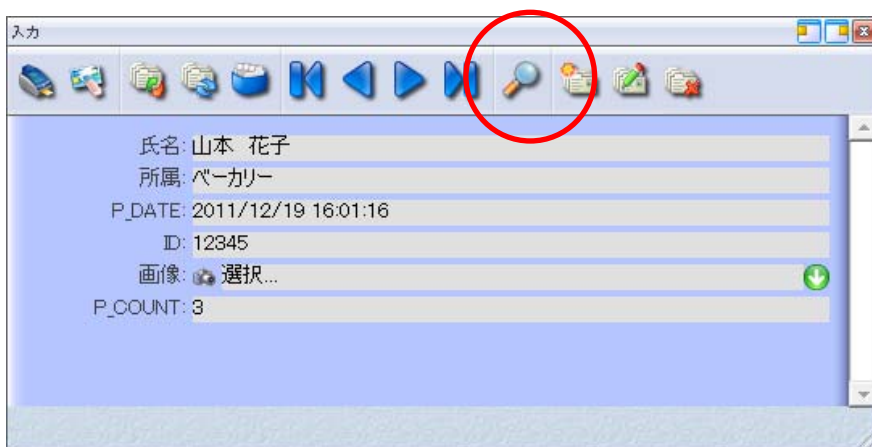 入力
氏名: 山本 花子
所属: ベーカリー
P_DATE: 2011/12/19 16:01:16
ID: 12345
画像: 選択...
P_COUNT: 3